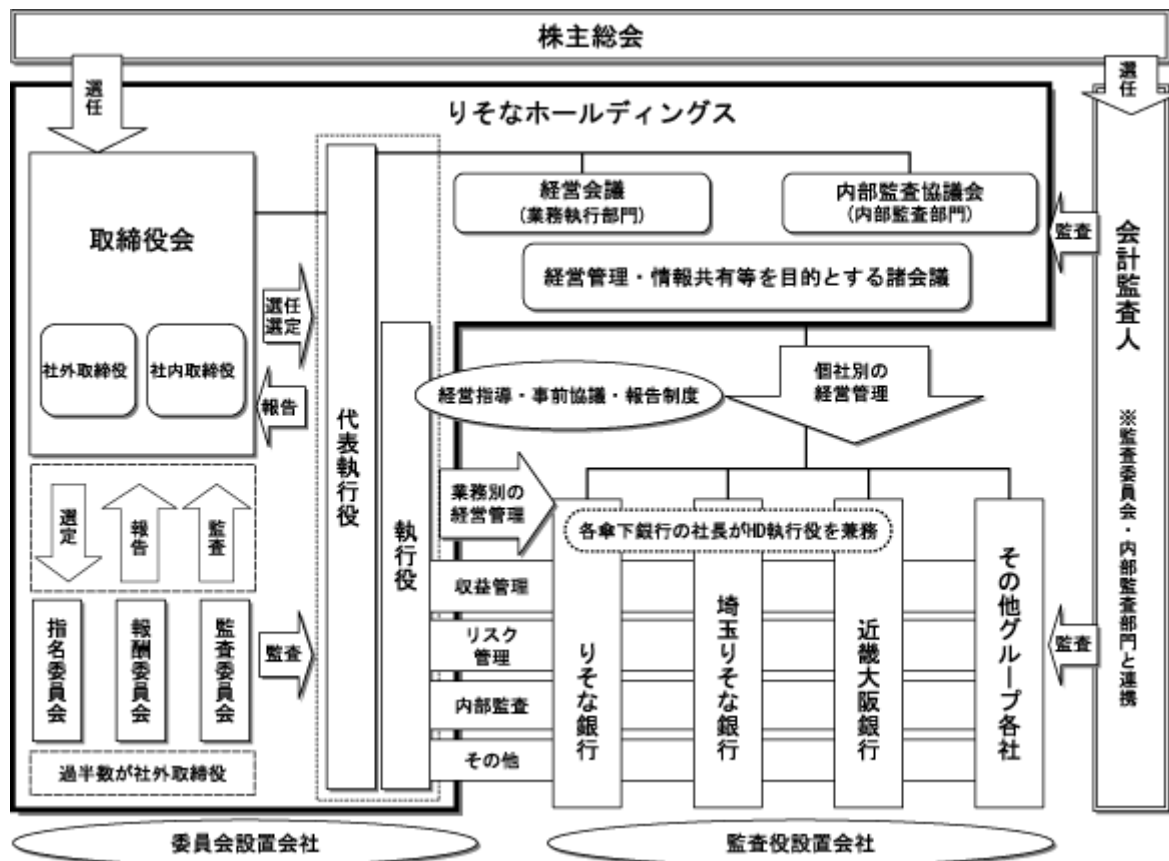 株主総会
選任
選任
りそなホールディングス
取締役会
社外取締役
社内取締役
選任
選定
報告
代表執行役
執行役
経営会議
(業務執行部門)
内部監査協議会
(内部監査部門)
経営管理・情報共有等を目的とする諸会議
監査
会計監査人
※監査委員会・内部監査部門と連携
経営指導・事前協議・報告制度
個社別の
経営管理
業務別の
経営管理
各傘下銀行の社長がHD執行役を兼務
選定
報告
監査
指名委員会
報酬委員会
監査委員会
監査
過半数が社外取締役
収益管理
リスク
管理
内部監査
その他
りそな銀行
埼玉りそな銀行
近畿大阪銀行
その他グループ各社
監査
委員会設置会社
監査役設置会社